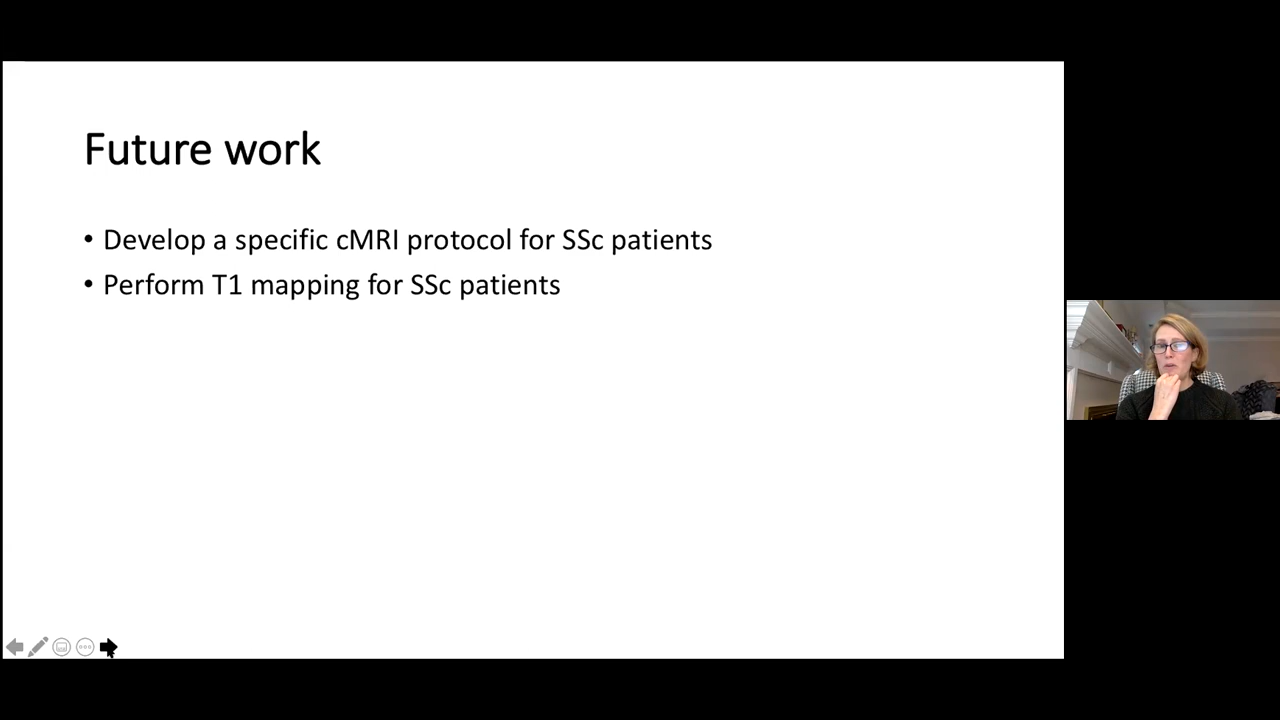 Future work
• Develop a specific cMRI protocol for SSc patients
• Perform T1 mapping for SSc patients